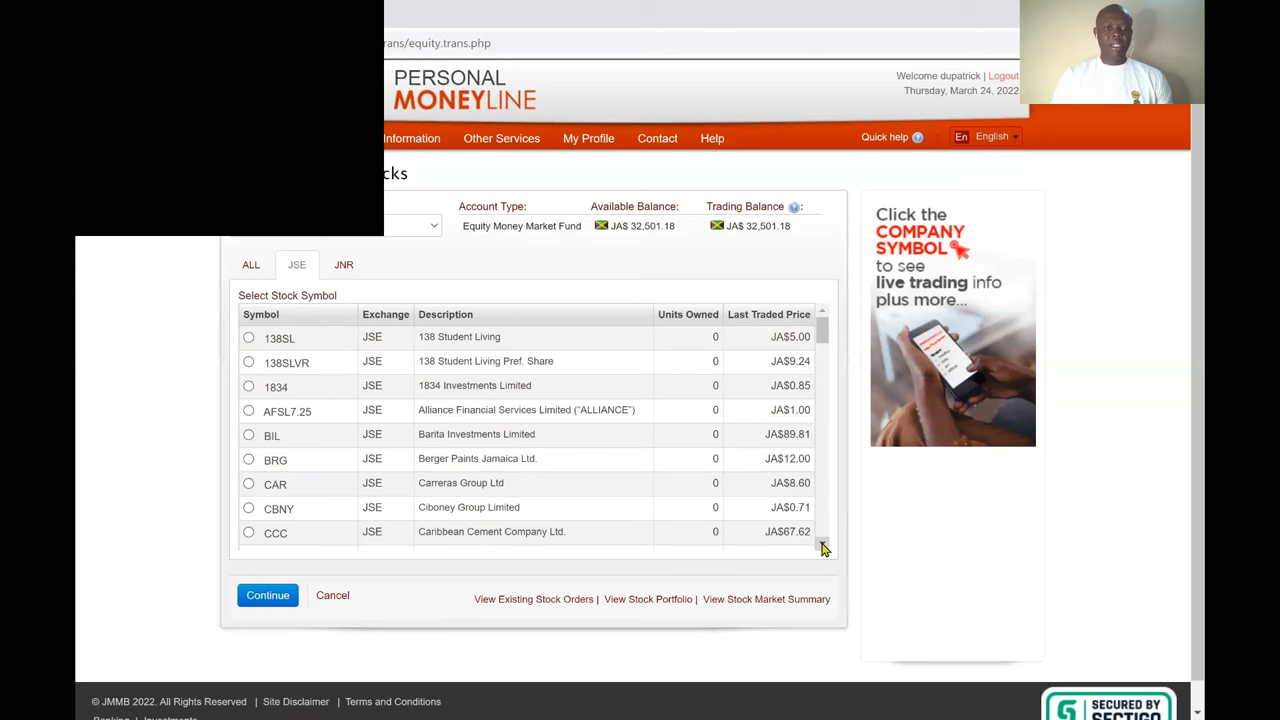 rans/equity.trans.php
PERSONAL
MONEYLINE
Welcome dupatrick | Logout
Thursday, March 24, 2022
Information Other Services My Profile Contact Help Quick help ? En English
cks
Account Type: Available Balance: Trading Balance ? :
Equity Money Market Fund JA$ 32,501.18 JA$ 32,501.18
ALL JSE JNR
Select Stock Symbol
Symbol Exchange Description Units Owned Last Traded Price
138SL JSE 138 Student Living 0 JA$5.00
138SLVR JSE 138 Student Living Pref. Share 0 JA$9.24
1834 JSE 1834 Investments Limited 0 JA$0.85
AFSL7.25 JSE Alliance Financial Services Limited (“ALLIANCE”) 0 JA$1.00
BIL JSE Barita Investments Limited 0 JA$89.81
BRG JSE Berger Paints Jamaica Ltd. 0 JA$12.00
CAR JSE Carreras Group Ltd 0 JA$8.60
CBNY JSE Ciboney Group Limited 0 JA$0.71
CCC JSE Caribbean Cement Company Ltd. 0 JA$67.62
Continue Cancel View Existing Stock Orders | View Stock Portfolio | View Stock Market Summary
Click the
COMPANY
SYMBOL
to see
live trading info
plus more...
© JMMB 2022. All Rights Reserved | Site Disclaimer | Terms and Conditions
Banking Investments
SECURED BY
SECTIGO